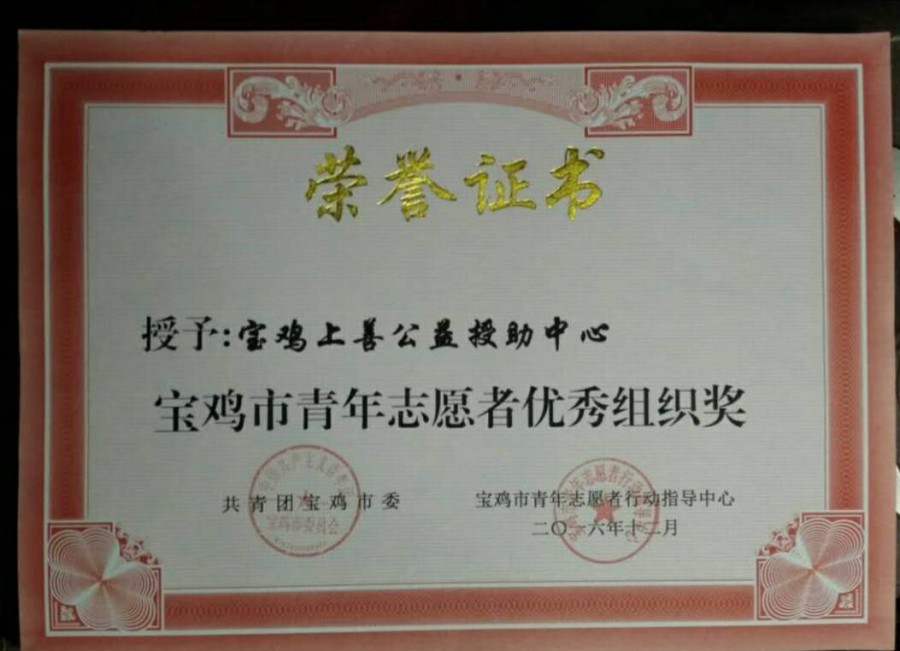 荣誉证书
授予:宝鸡上善公益授助中心
宝鸡市青年志愿者优秀组织奖
共青团宝鸡市委
宝鸡市青年志愿者行动指导中心
二〇一六年十二月